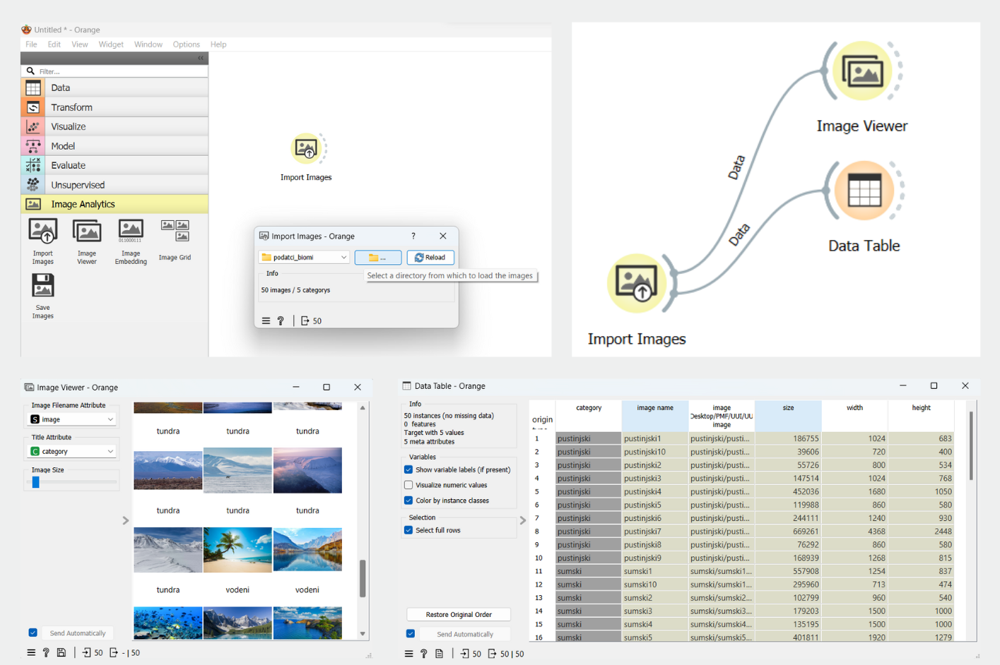 Untitled * - Orange
File Edit View Widget Window Options Help
Filter...
Data
Transform
Visualize
Model
Evaluate
Unsupervised
Image Analytics
Import Images
Image Viewer
Image Embedding
Image Grid
Save Images
Import Images
Import Images - Orange
podatci_biomi
...
Reload
Select a directory from which to load the images
Info
50 images / 5 categorys
50
Image Viewer
Data
Data
Data Table
Import Images
Image Viewer - Orange
Image Filename Attribute
S image
Title Attribute
C category
Image Size
tundra tundra tundra
tundra tundra tundra
tundra vodeni vodeni
Send Automatically
50 - | 50
Data Table - Orange
Info
50 instances (no missing data)
0 features
Target with 5 values
5 meta attributes
Variables
Show variable labels (if present)
Visualize numeric values
Color by instance classes
Selection
Select full rows
Restore Original Order
Send Automatically
50 50 | 50
origin
category image name image size width height
image
1 pustinjski pustinjski1 pustinjski/pusti... 186755 1024 683
2 pustinjski pustinjski10 pustinjski/pusti... 39606 720 400
3 pustinjski pustinjski2 pustinjski/pusti... 55726 800 534
4 pustinjski pustinjski3 pustinjski/pusti... 147514 1024 768
5 pustinjski pustinjski4 pustinjski/pusti... 452036 1680 1050
6 pustinjski pustinjski5 pustinjski/pusti... 119988 860 580
7 pustinjski pustinjski6 pustinjski/pusti... 244111 1240 930
8 pustinjski pustinjski7 pustinjski/pusti... 669261 4368 2448
9 pustinjski pustinjski8 pustinjski/pusti... 76292 860 580
10 pustinjski pustinjski9 pustinjski/pusti... 168939 1268 815
11 sumski sumski1 sumski/sumski1... 557908 1254 837
12 sumski sumski10 sumski/sumski1... 295960 713 474
13 sumski sumski2 sumski/sumski2... 102799 960 540
14 sumski sumski3 sumski/sumski3... 179203 1500 1000
15 sumski sumski4 sumski/sumski4... 135195 1500 1000
16 sumski sumski5 sumski/sumski5... 401811 1920 1279